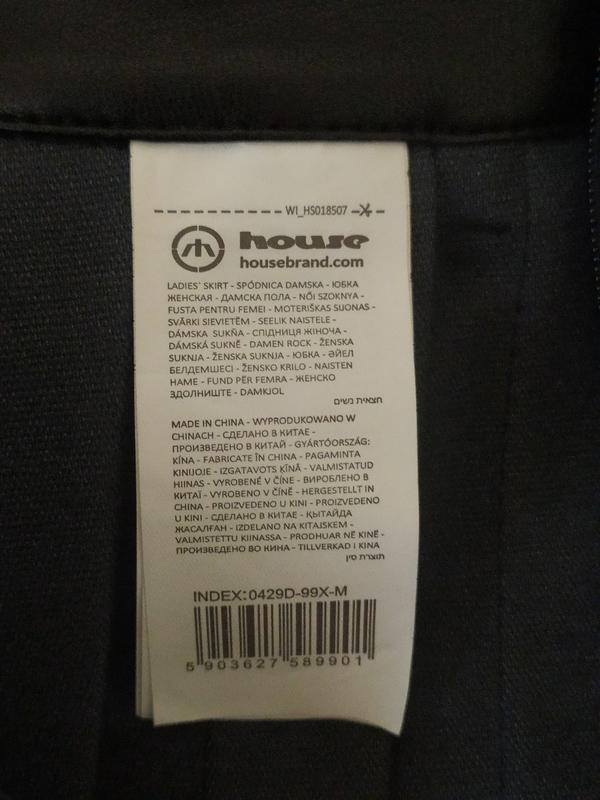 WI_HS018507
house
housebrand.com
LADIES` SKIRT - SPÓDNICA DAMSKA - ЮБКА
ЖЕНСКАЯ - ДАМСКА ПОЛА - NŐI SZOKNYA -
FUSTA PENTRU FEMEI - MOTERIŠKAS SIJONAS -
SVĀRKI SIEVIETĒM - SEELIK NAISTELE -
DÁMSKA SUKŇA - СПІДНИЦЯ ЖІНОЧА -
DÁMSKÁ SUKNĚ - DAMEN ROCK - ŽENSKA
SUKNJA - ŽENSKA SUKNJA - ЮБКА - ӘЙЕЛ
БЕЛДЕМШЕСІ - ŽENSKO KRILO - NAISTEN
HAME - FUND PËR FEMRA - ЖЕНСКО
ЗДОЛНИШТЕ - DAMKJOL
חצאית נשים
MADE IN CHINA - WYPRODUKOWANO W
CHINACH - СДЕЛАНО В КИТАЕ -
ПРОИЗВЕДЕНО В КИТАЙ - GYÁRTÓORSZÁG:
KÍNA - FABRICATE ÎN CHINA - PAGAMINTA
KINIJOJE - IZGATAVOTS ĶĪNĀ - VALMISTATUD
HIINAS - VYROBENÉ V ČÍNE - ВИРОБЛЕНО В
КИТАЇ - VYROBENO V ČÍNĚ - HERGESTELLT IN
CHINA - PROIZVEDENO U KINI - PROIZVEDENO
U KINI - СДЕЛАНО В КИТАЕ - ҚЫТАЙДА
ЖАСАЛҒАН - IZDELANO NA KITAJSKEM -
VALMISTETTU KIINASSA - PRODHUAR NË KINË -
ПРОИЗВЕДЕНО ВО КИНА - TILLVERKAD I KINA
תוצרת סין
INDEX:0429D-99X-M
5 903627 589901